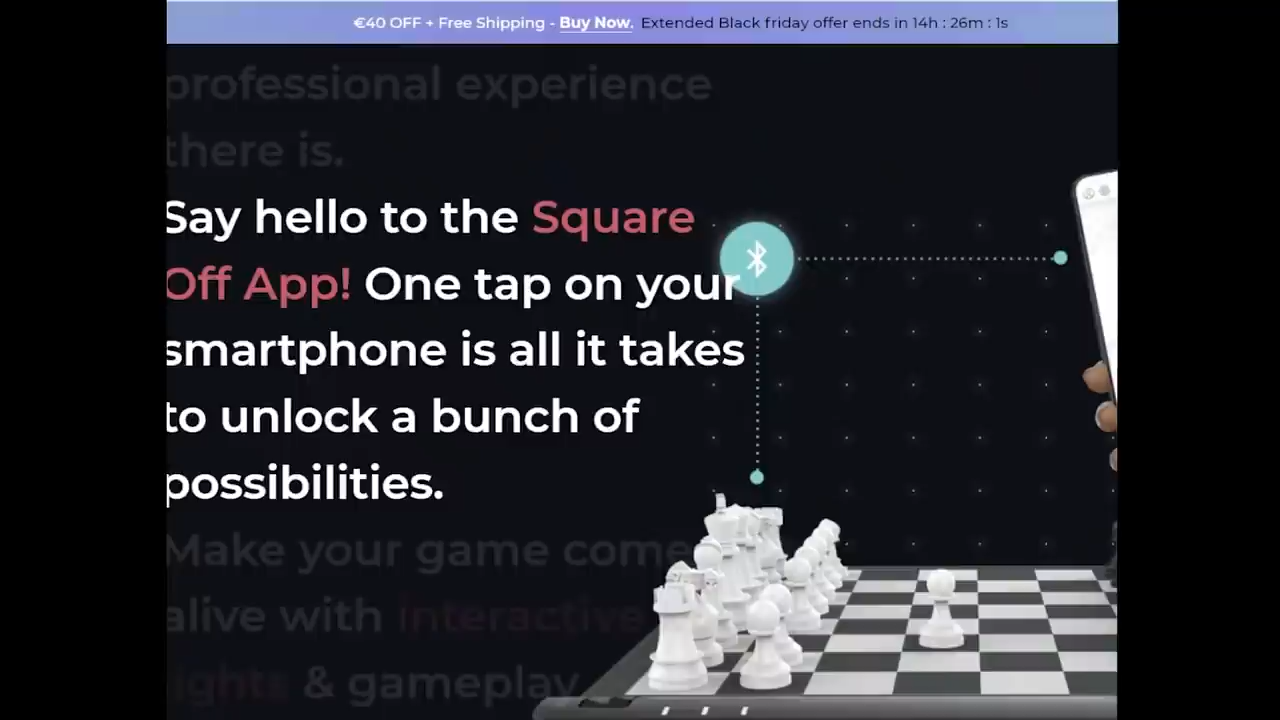 €40 OFF + Free Shipping - Buy Now. Extended Black friday offer ends in 14h : 26m : 1s
professional experience
there is.
Say hello to the Square
Off App! One tap on your
smartphone is all it takes
to unlock a bunch of
possibilities.
Make your game come
alive with interactive
lights & gameplay